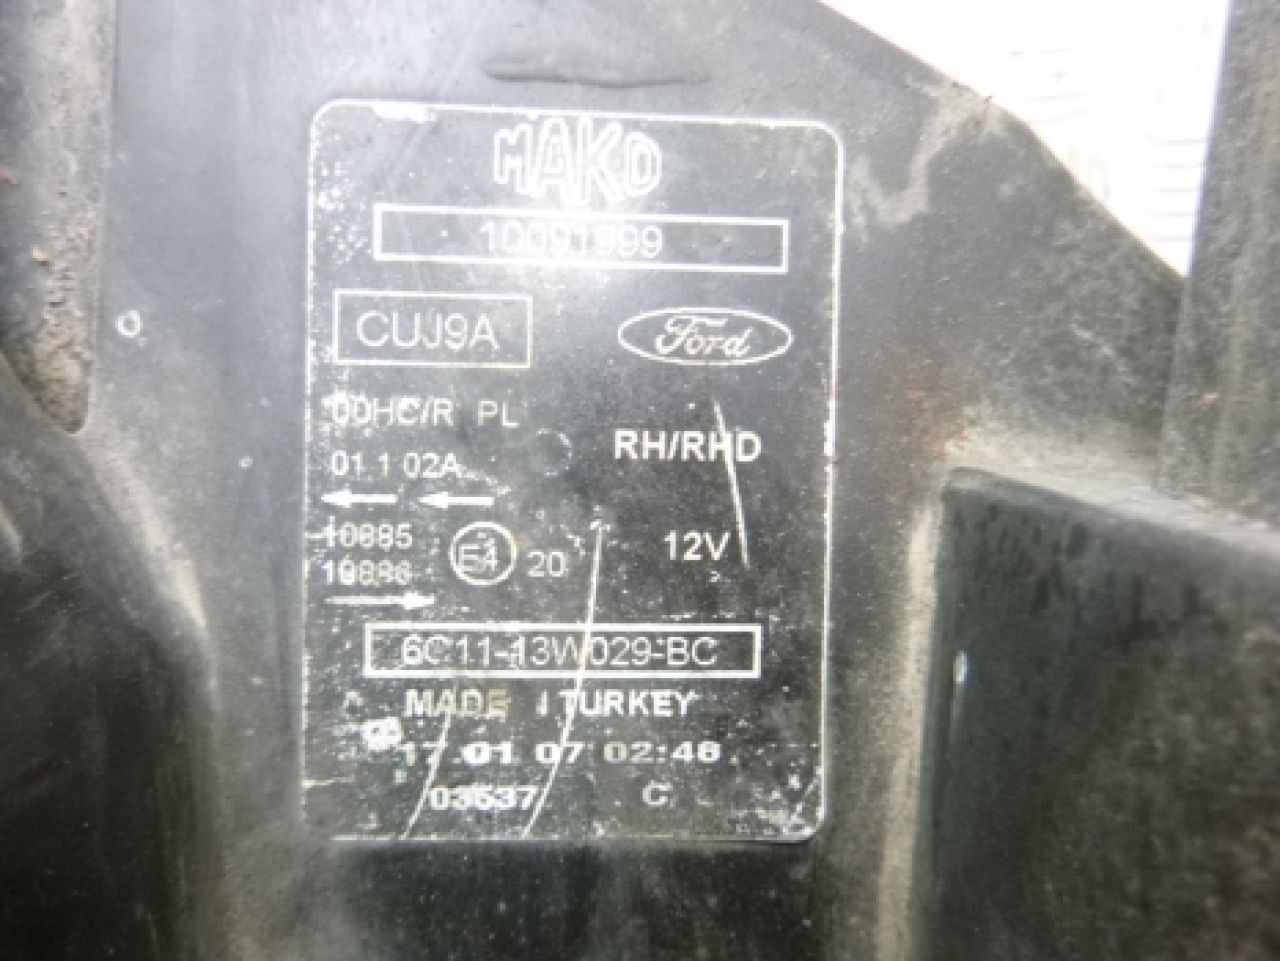 MAKO
10091999
CUJ9A
Ford
00HC/R PL
RH/RHD
01 1 02A
10885
10886
E4 20
12V
6C11-13W029-BC
MADE I TURKEY
17.01 07 02:48
03637 C